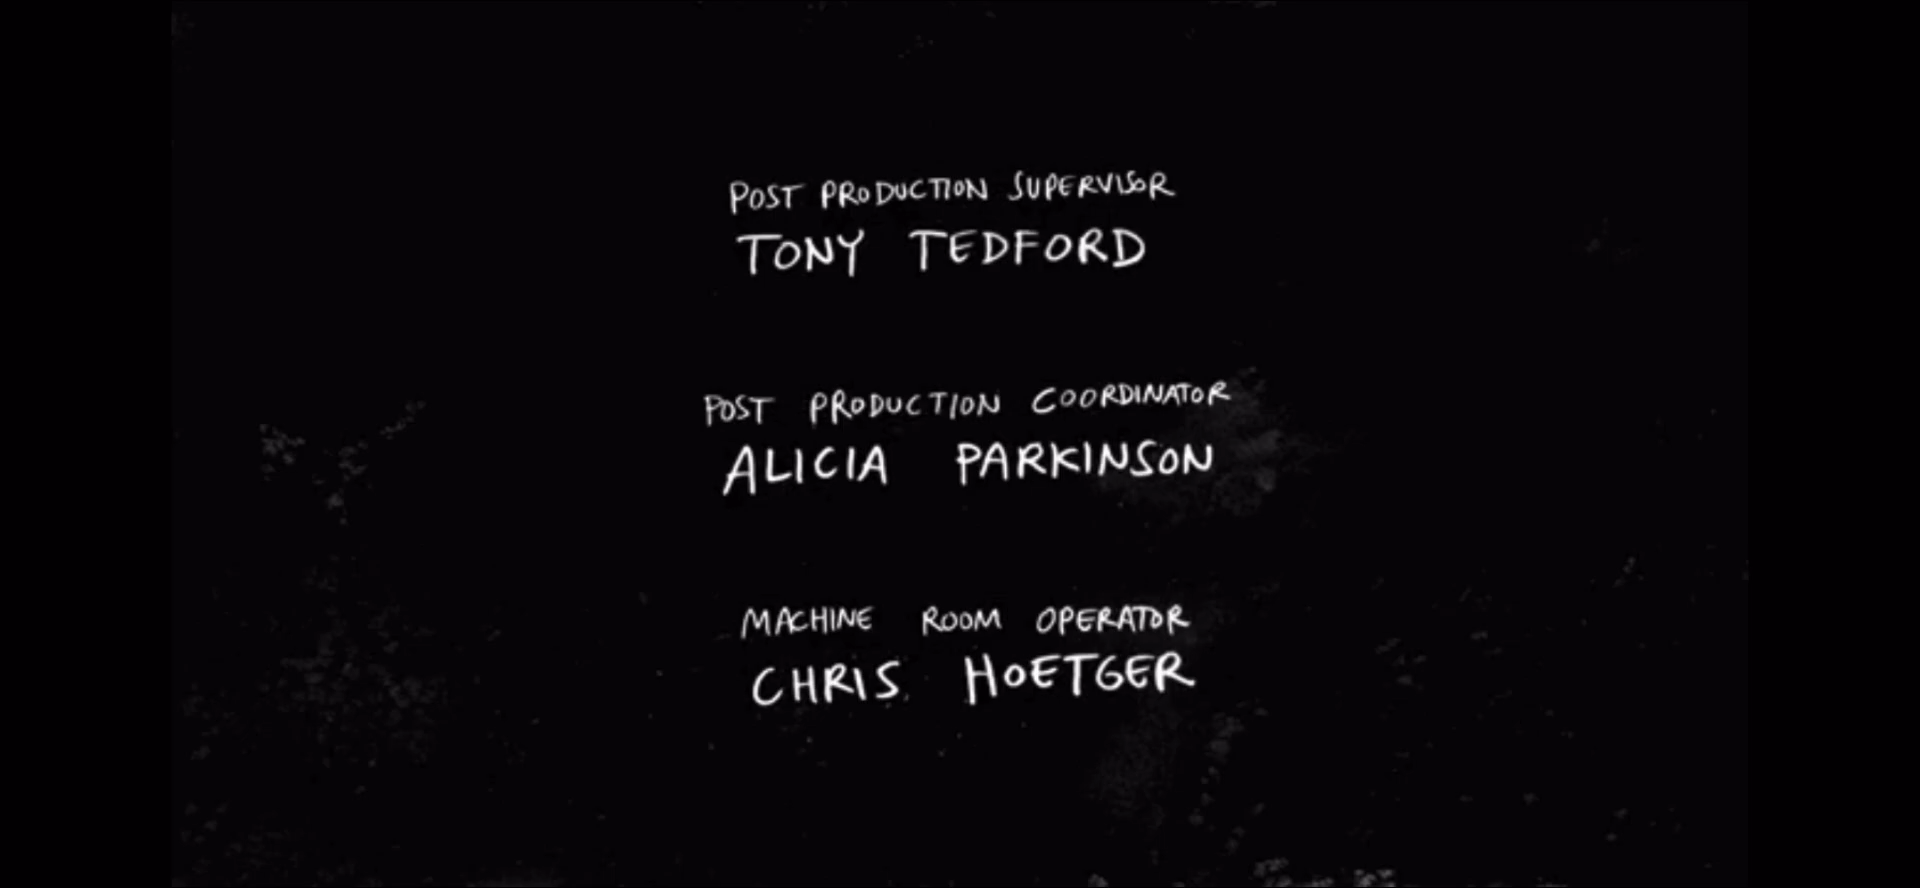 POST PRODUCTION SUPERVISOR
TONY TEDFORD
POST PRODUCTION COORDINATOR
ALICIA PARKINSON
MACHINE ROOM OPERATOR
CHRIS HOETGER